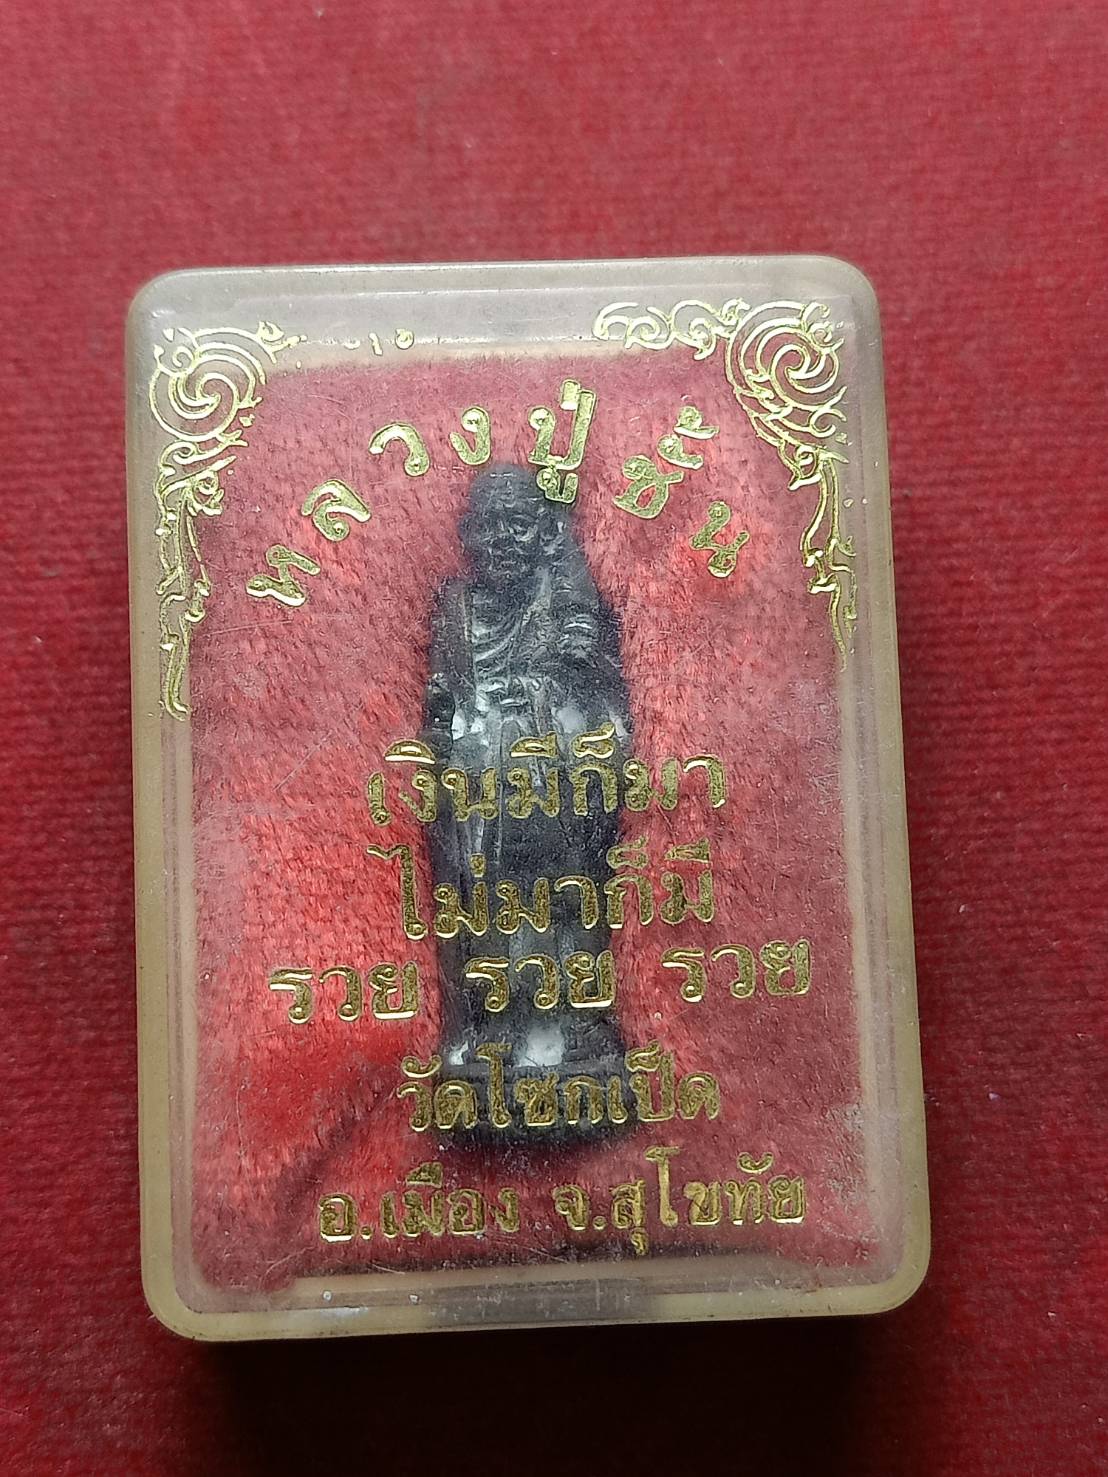 หลวงปู่ชื้น
เงินมีก็มา
ไม่มาก็มี
รวย รวย รวย
วัดโซกเป็ด
อ.เมือง จ.สุโขทัย